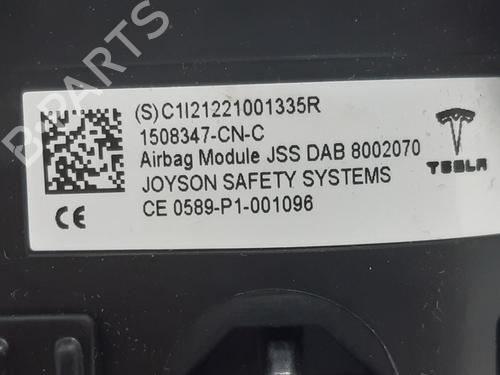 (S) C1I21221001335R
1508347-CN-C
Airbag Module JSS DAB 8002070
JOYSON SAFETY SYSTEMS
CE 0589-P1-001096
CE
TESLA
B-PARTS